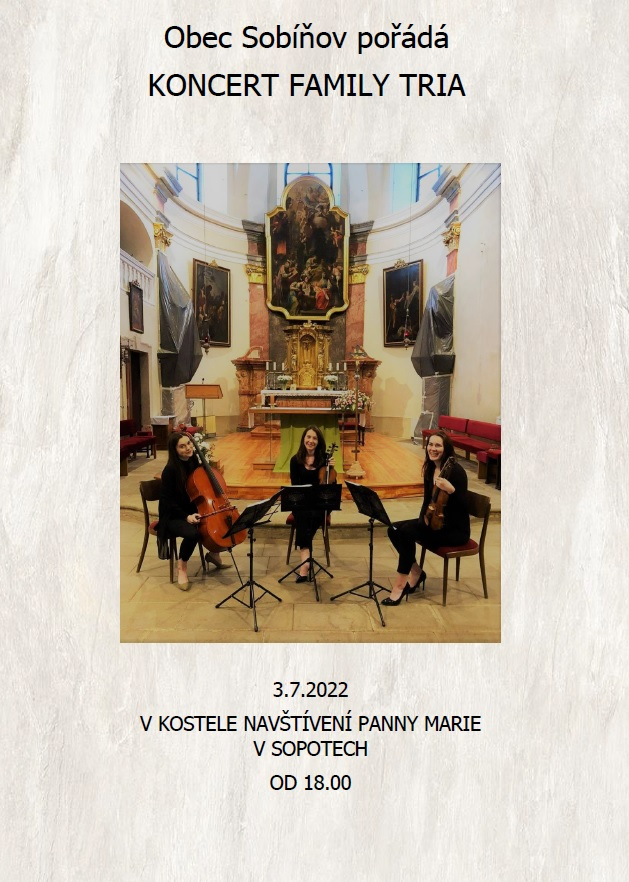 Obec Sobíňov pořádá
KONCERT FAMILY TRIA
3.7.2022
V KOSTELE NAVŠTÍVENÍ PANNY MARIE
V SOPOTECH
OD 18.00